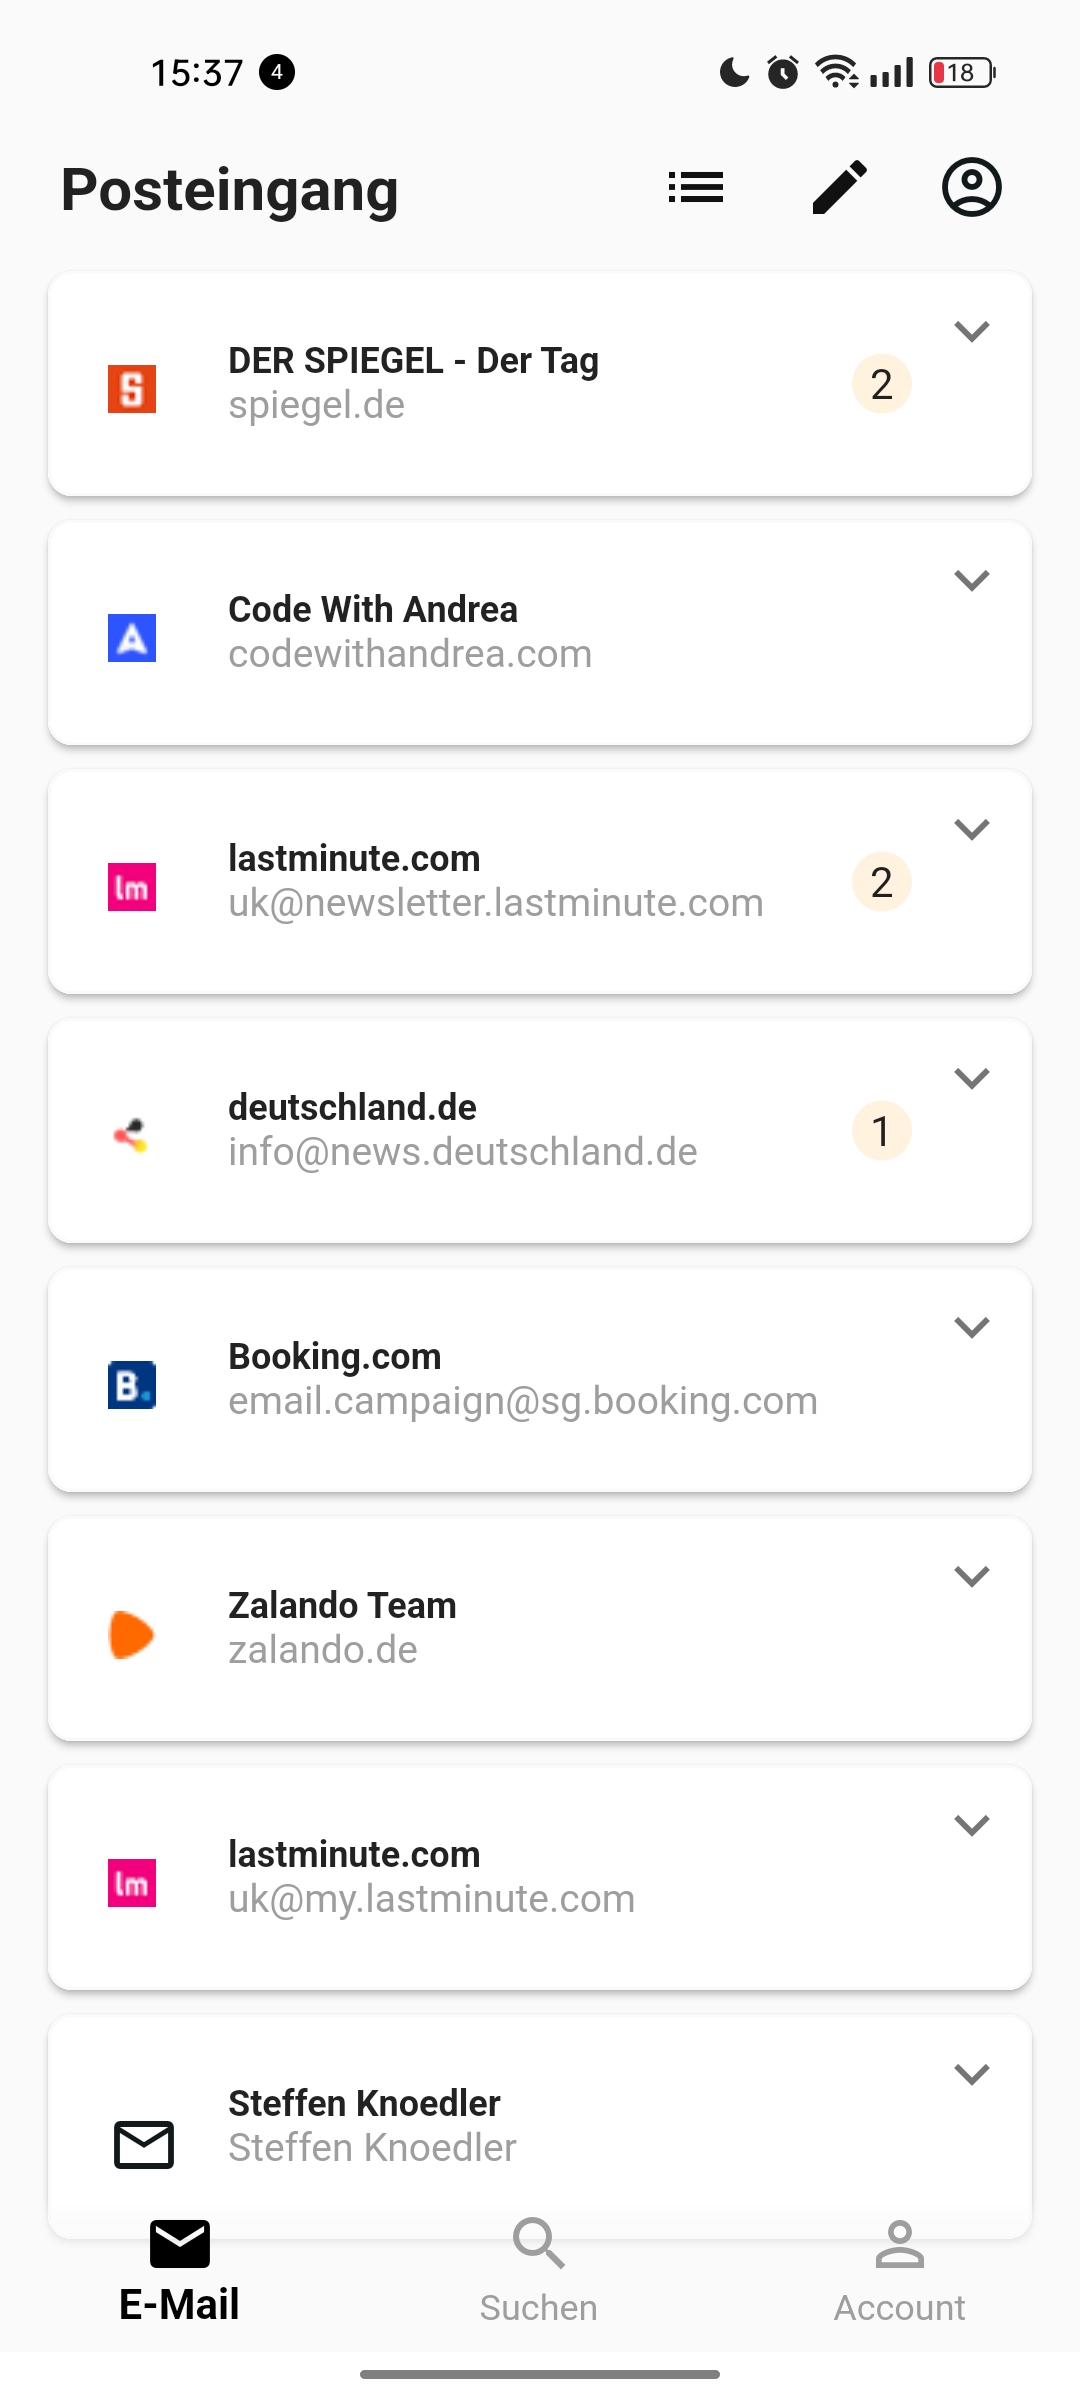 15:37 4 18
Posteingang
DER SPIEGEL - Der Tag
spiegel.de
2
S
Code With Andrea
codewithandrea.com
A
lastminute.com
uk@newsletter.lastminute.com
2
lm
deutschland.de
info@news.deutschland.de
1
Booking.com
email.campaign@sg.booking.com
B.
Zalando Team
zalando.de
lastminute.com
uk@my.lastminute.com
lm
Steffen Knoedler
Steffen Knoedler
E-Mail Suchen Account